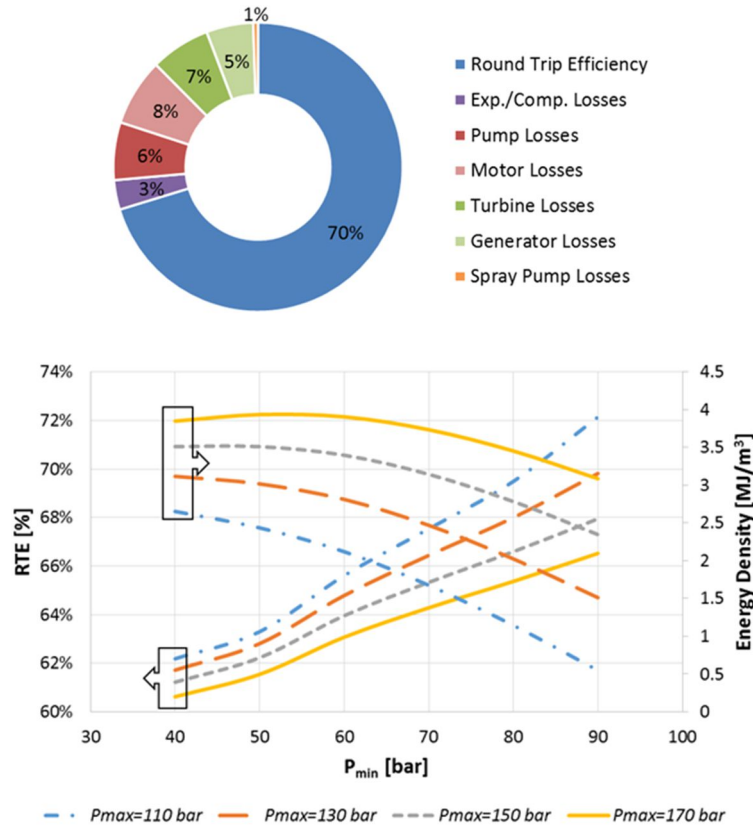 1%
5%
7%
8%
6%
3%
70%
Round Trip Efficiency
Exp./Comp. Losses
Pump Losses
Motor Losses
Turbine Losses
Generator Losses
Spray Pump Losses
74%
72%
70%
68%
66%
64%
62%
60%
RTE [%]
4.5
4
3.5
3
2.5
2
1.5
1
0.5
0
Energy Density [MJ/m³]
30 40 50 60 70 80 90 100
Pmin [bar]
Pmax=110 bar Pmax=130 bar Pmax=150 bar Pmax=170 bar